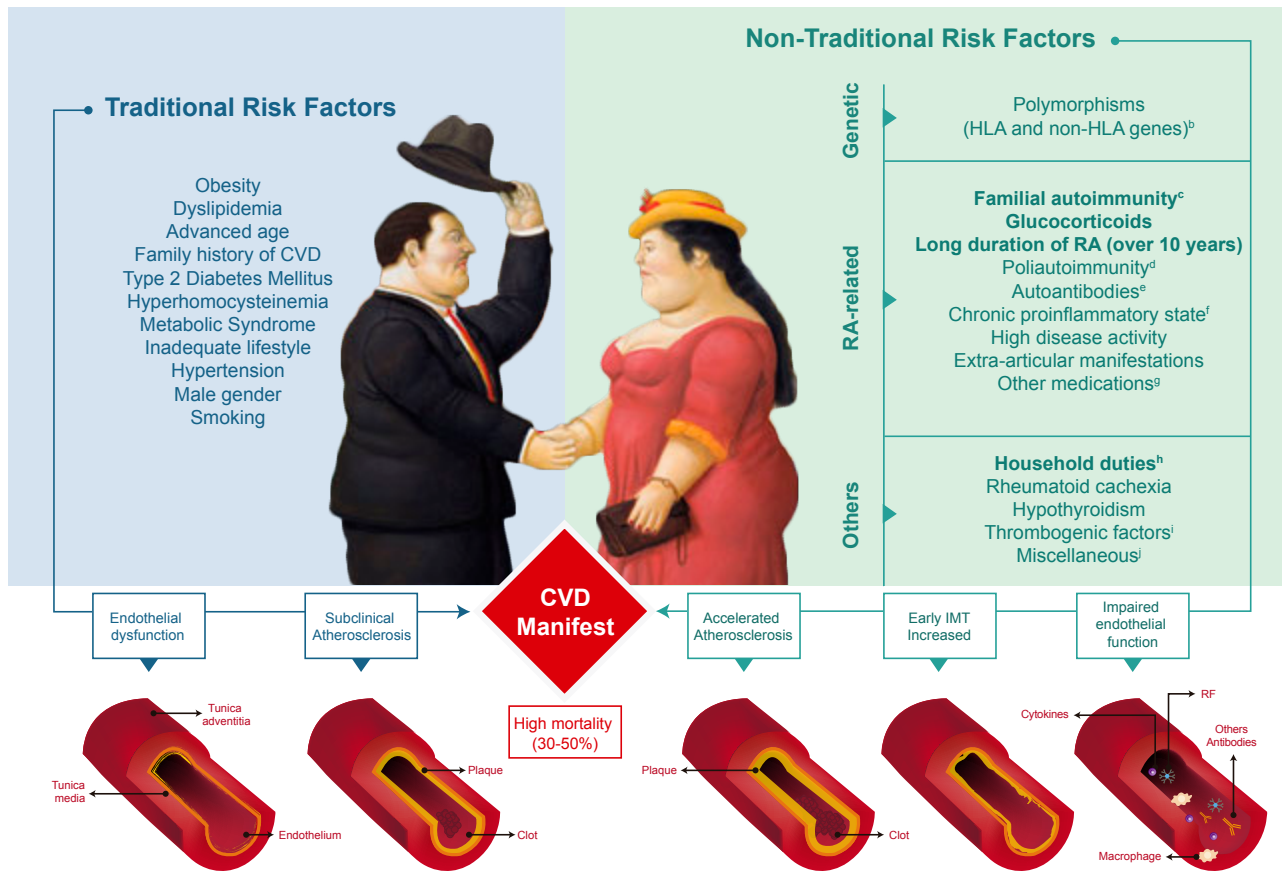 Non-Traditional Risk Factors
Traditional Risk Factors
Obesity
Dyslipidemia
Advanced age
Family history of CVD
Type 2 Diabetes Mellitus
Hyperhomocysteinemia
Metabolic Syndrome
Inadequate lifestyle
Hypertension
Male gender
Smoking
Genetic
Polymorphisms
(HLA and non-HLA genes)ᵇ
RA-related
Familial autoimmunityᶜ
Glucocorticoids
Long duration of RA (over 10 years)
Poliautoimmunityᵈ
Autoantibodiesᵉ
Chronic proinflammatory stateᶠ
High disease activity
Extra-articular manifestations
Other medicationsᵍ
Others
Household dutiesʰ
Rheumatoid cachexia
Hypothyroidism
Thrombogenic factorsⁱ
Miscellaneousʲ
Endothelial
dysfunction
Subclinical
Atherosclerosis
CVD
Manifest
Accelerated
Atherosclerosis
Early IMT
Increased
Impaired
endothelial
function
High mortality
(30-50%)
Tunica
adventitia
Tunica
media
Endothelium
Plaque
Clot
Plaque
Clot
RF
Cytokines
Others
Antibodies
Macrophage